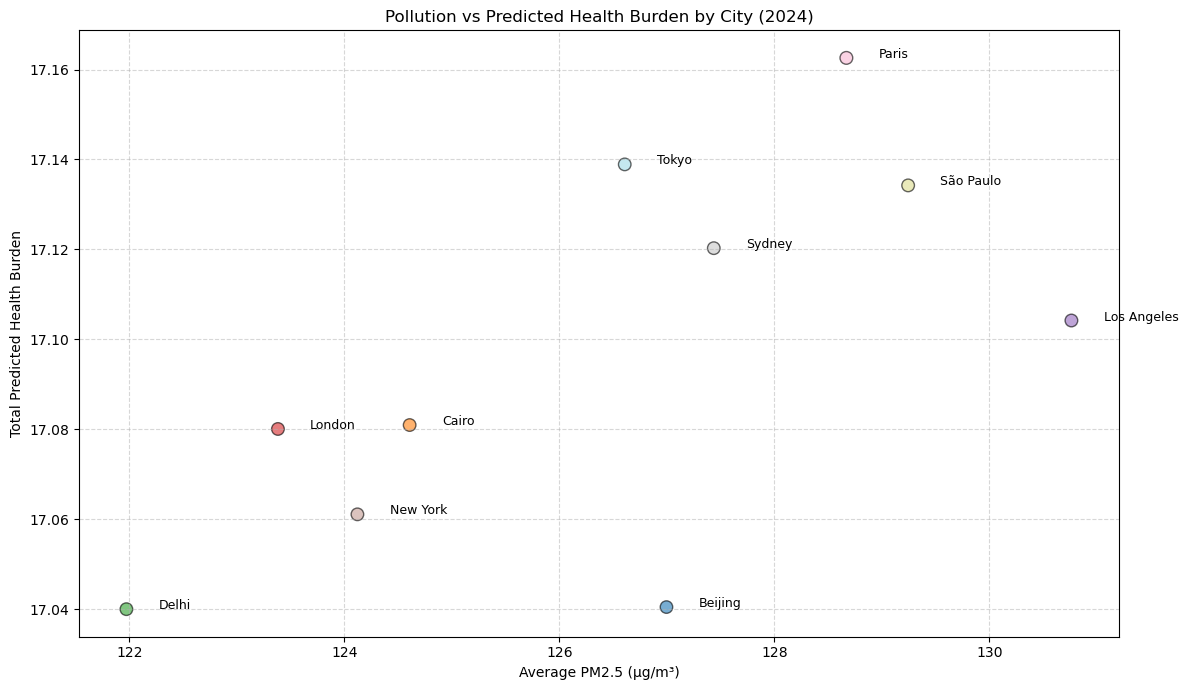 Pollution vs Predicted Health Burden by City (2024)
Total Predicted Health Burden
17.16
17.14
17.12
17.10
17.08
17.06
17.04
Paris
Tokyo
São Paulo
Sydney
Los Angeles
London
Cairo
New York
Delhi
Beijing
122
124
126
128
130
Average PM2.5 (µg/m³)